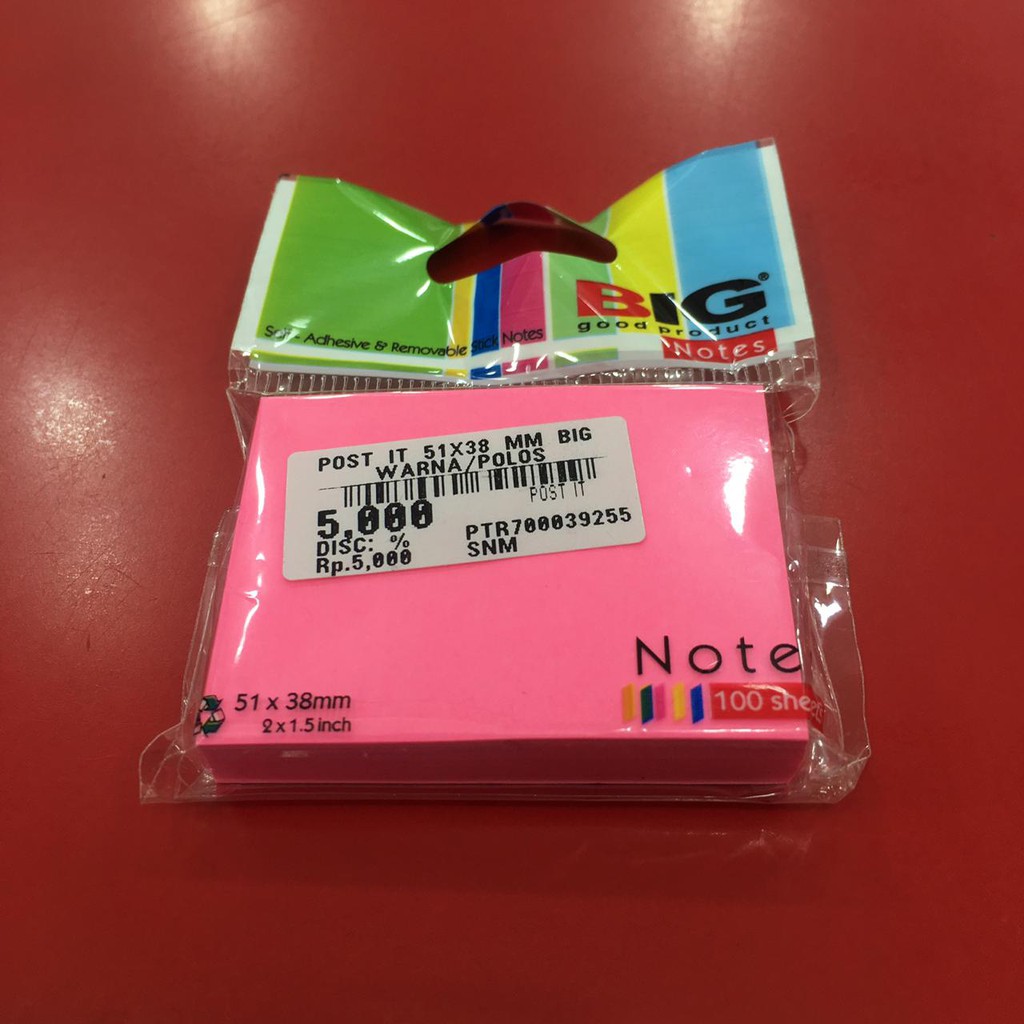 BIG®
good product
Notes
Self- Adhesive & Removable Stick Notes
POST IT 51X38 MM BIG
WARNA/POLOS
POST IT
5,000
PTR700039255
DISC: %
SNM
Rp.5,000
Note
100 sheets
51 x 38mm
2 x 1.5 inch